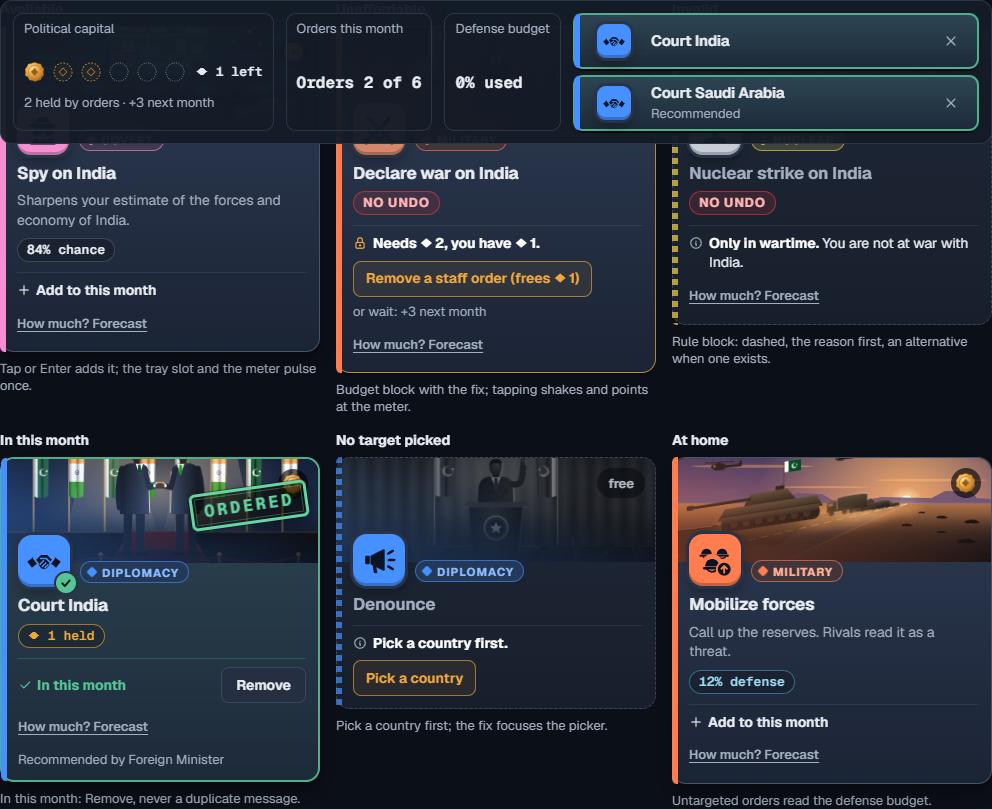 Political capital
1 left
2 held by orders · +3 next month
Orders this month
Orders 2 of 6
Defense budget
0% used
Court India
Court Saudi Arabia
Recommended
Spy on India
Sharpens your estimate of the forces and
economy of India.
84% chance
Add to this month
How much? Forecast
Tap or Enter adds it; the tray slot and the meter pulse
once.
Declare war on India
NO UNDO
Needs ◆ 2, you have ◆ 1.
Remove a staff order (frees ◆ 1)
or wait: +3 next month
How much? Forecast
Budget block with the fix; tapping shakes and points
at the meter.
Nuclear strike on India
NO UNDO
Only in wartime. You are not at war with
India.
How much? Forecast
Rule block: dashed, the reason first, an alternative
when one exists.
In this month
ORDERED
DIPLOMACY
Court India
1 held
In this month
Remove
How much? Forecast
Recommended by Foreign Minister
In this month: Remove, never a duplicate message.
No target picked
free
DIPLOMACY
Denounce
Pick a country first.
Pick a country
Pick a country first; the fix focuses the picker.
At home
MILITARY
Mobilize forces
Call up the reserves. Rivals read it as a
threat.
12% defense
Add to this month
How much? Forecast
Untargeted orders read the defense budget.